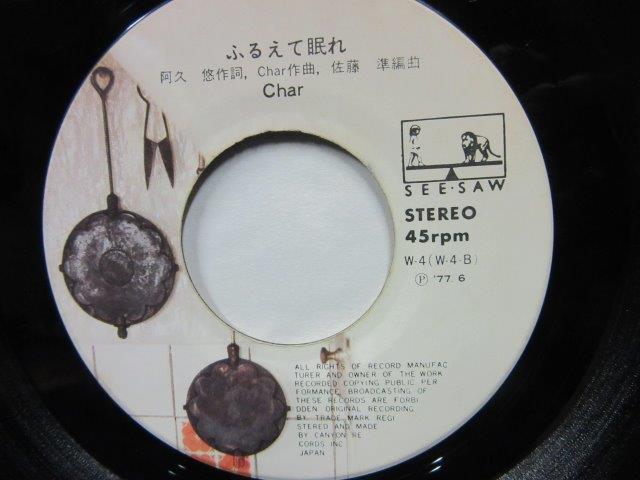 ふるえて眠れ
阿久 悠作詞, Char作曲, 佐藤 準編曲
Char
SEE·SAW
STEREO
45rpm
W-4 (W-4-B)
Ⓟ '77. 6
ALL RIGHTS OF RECORD MANUFAC
TURER AND OWNER OF THE WORK
RECORDED COPYING PUBLIC PER
FORMANCE BROADCASTING OF
THESE RECORDS ARE FORBI
DDEN ORIGINAL RECORDING
BY TRADE MARK REGI
STERED AND MADE
BY CANYON RE
CORDS INC.
JAPAN